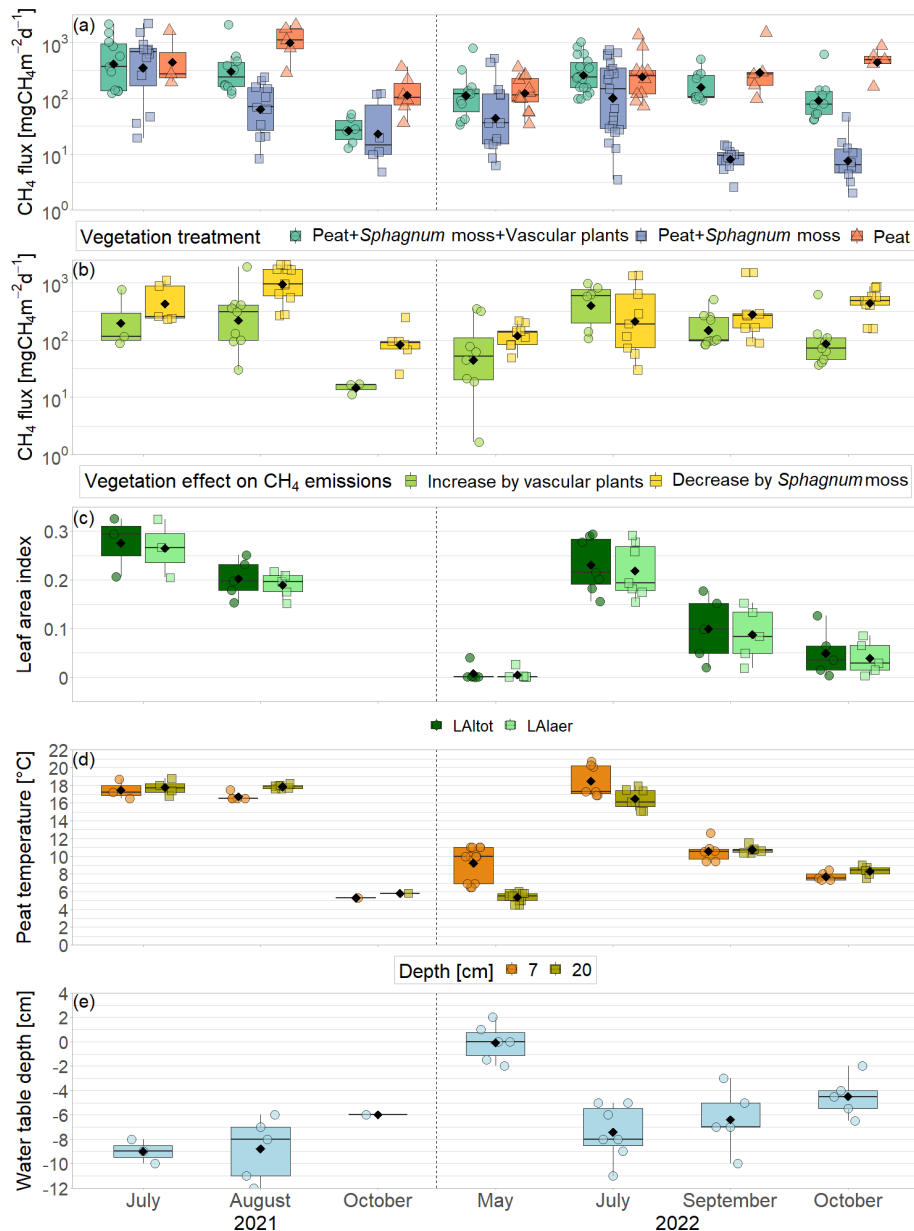 (a)
CH₄ flux [mgCH₄m⁻²d⁻¹]
10³
10²
10¹
10⁰
Vegetation treatment Peat+Sphagnum moss+Vascular plants Peat+Sphagnum moss Peat
(b)
CH₄ flux [mgCH₄m⁻²d⁻¹]
10³
10²
10¹
10⁰
Vegetation effect on CH₄ emissions Increase by vascular plants Decrease by Sphagnum moss
(c)
Leaf area index
0.3
0.2
0.1
0
LAItot LAIaer
(d)
Peat temperature [°C]
22
20
18
16
14
12
10
8
6
4
2
0
Depth [cm] 7 20
(e)
Water table depth [cm]
4
2
0
-2
-4
-6
-8
-10
-12
July August October May July September October
2021 2022